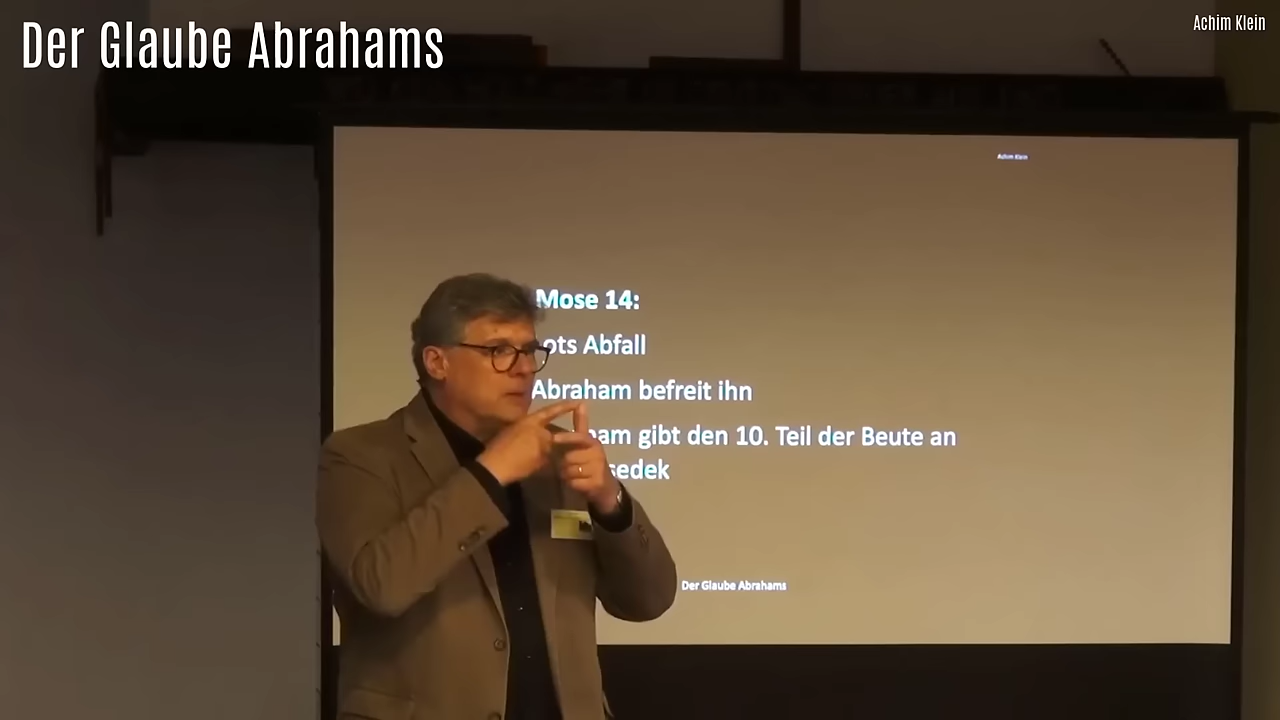 Der Glaube Abrahams
Achim Klein
Achim Klein
Mose 14:
ots Abfall
Abraham befreit ihn
gibt den 10. Teil der Beute an
sedek
Der Glaube Abrahams